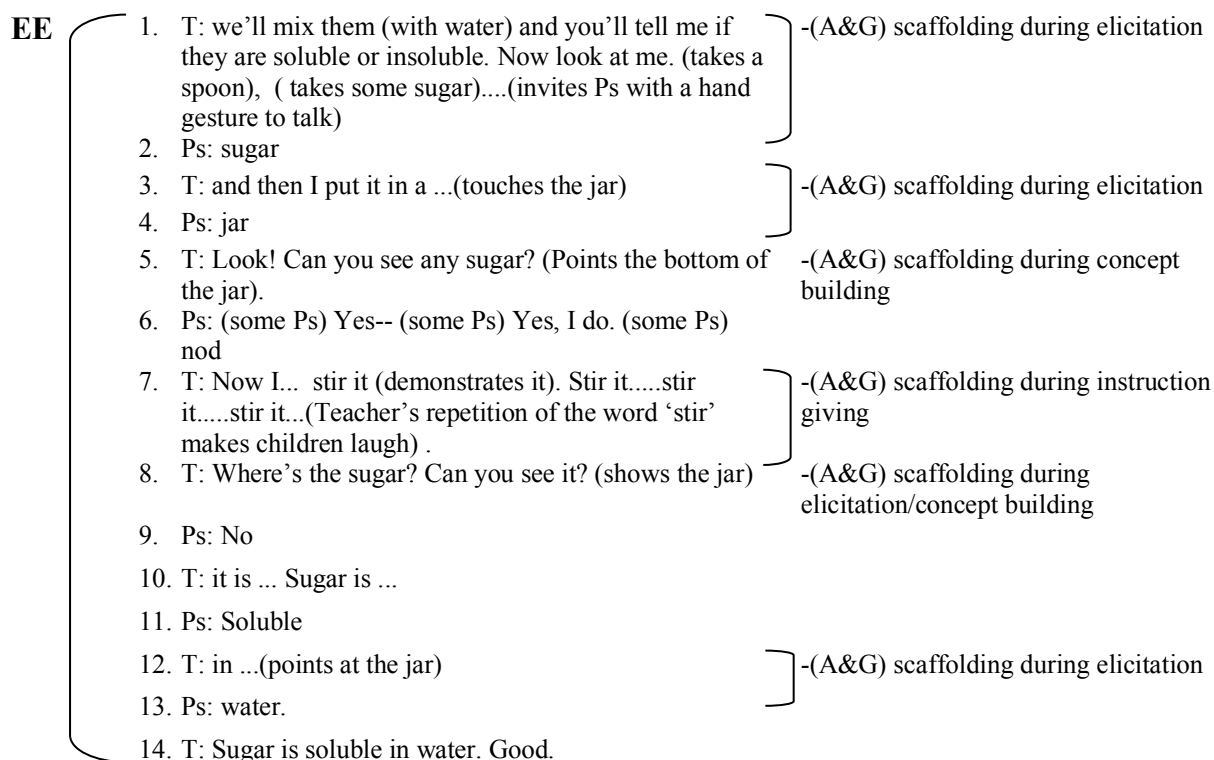 EE
1. T: we’ll mix them (with water) and you’ll tell me if
they are soluble or insoluble. Now look at me. (takes a
spoon), ( takes some sugar)....(invites Ps with a hand
gesture to talk)
-(A&G) scaffolding during elicitation
2. Ps: sugar
3. T: and then I put it in a ...(touches the jar)
-(A&G) scaffolding during elicitation
4. Ps: jar
5. T: Look! Can you see any sugar? (Points the bottom of
the jar).
-(A&G) scaffolding during concept
building
6. Ps: (some Ps) Yes-- (some Ps) Yes, I do. (some Ps)
nod
7. T: Now I... stir it (demonstrates it). Stir it.....stir
it.....stir it...(Teacher’s repetition of the word ‘stir’
makes children laugh) .
-(A&G) scaffolding during instruction
giving
8. T: Where’s the sugar? Can you see it? (shows the jar)
-(A&G) scaffolding during
elicitation/concept building
9. Ps: No
10. T: it is ... Sugar is ...
11. Ps: Soluble
12. T: in ...(points at the jar)
-(A&G) scaffolding during elicitation
13. Ps: water.
14. T: Sugar is soluble in water. Good.